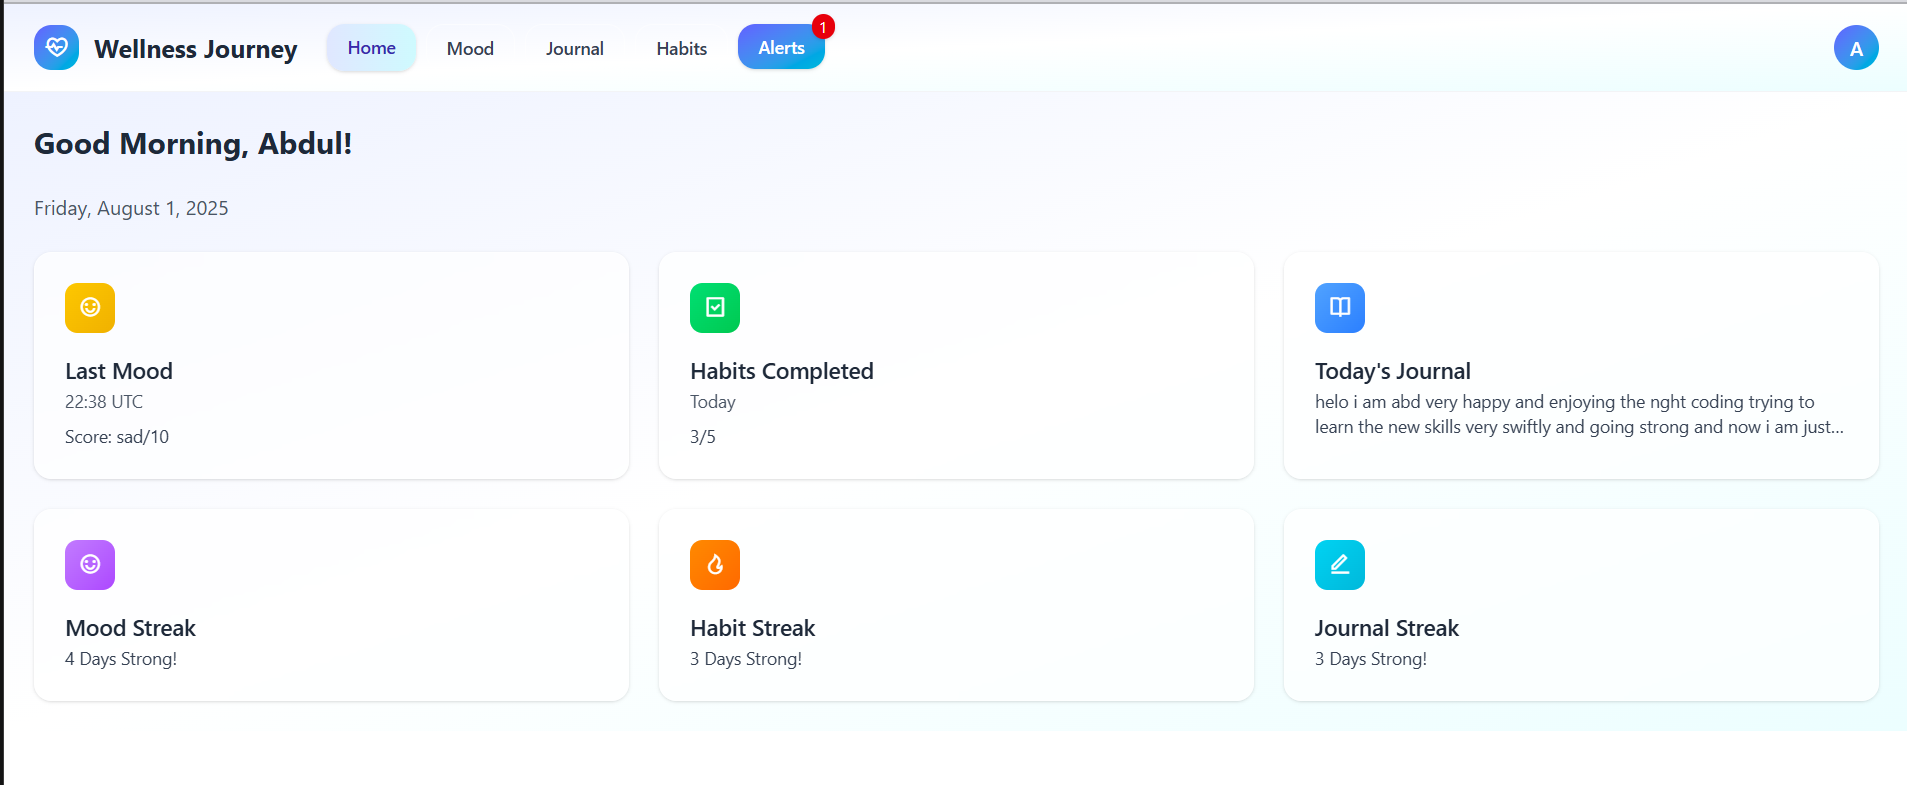 Wellness Journey
Home
Mood
Journal
Habits
Alerts
1
A
Good Morning, Abdul!
Friday, August 1, 2025
Last Mood
22:38 UTC
Score: sad/10
Habits Completed
Today
3/5
Today's Journal
helo i am abd very happy and enjoying the nght coding trying to
learn the new skills very swiftly and going strong and now i am just...
Mood Streak
4 Days Strong!
Habit Streak
3 Days Strong!
Journal Streak
3 Days Strong!